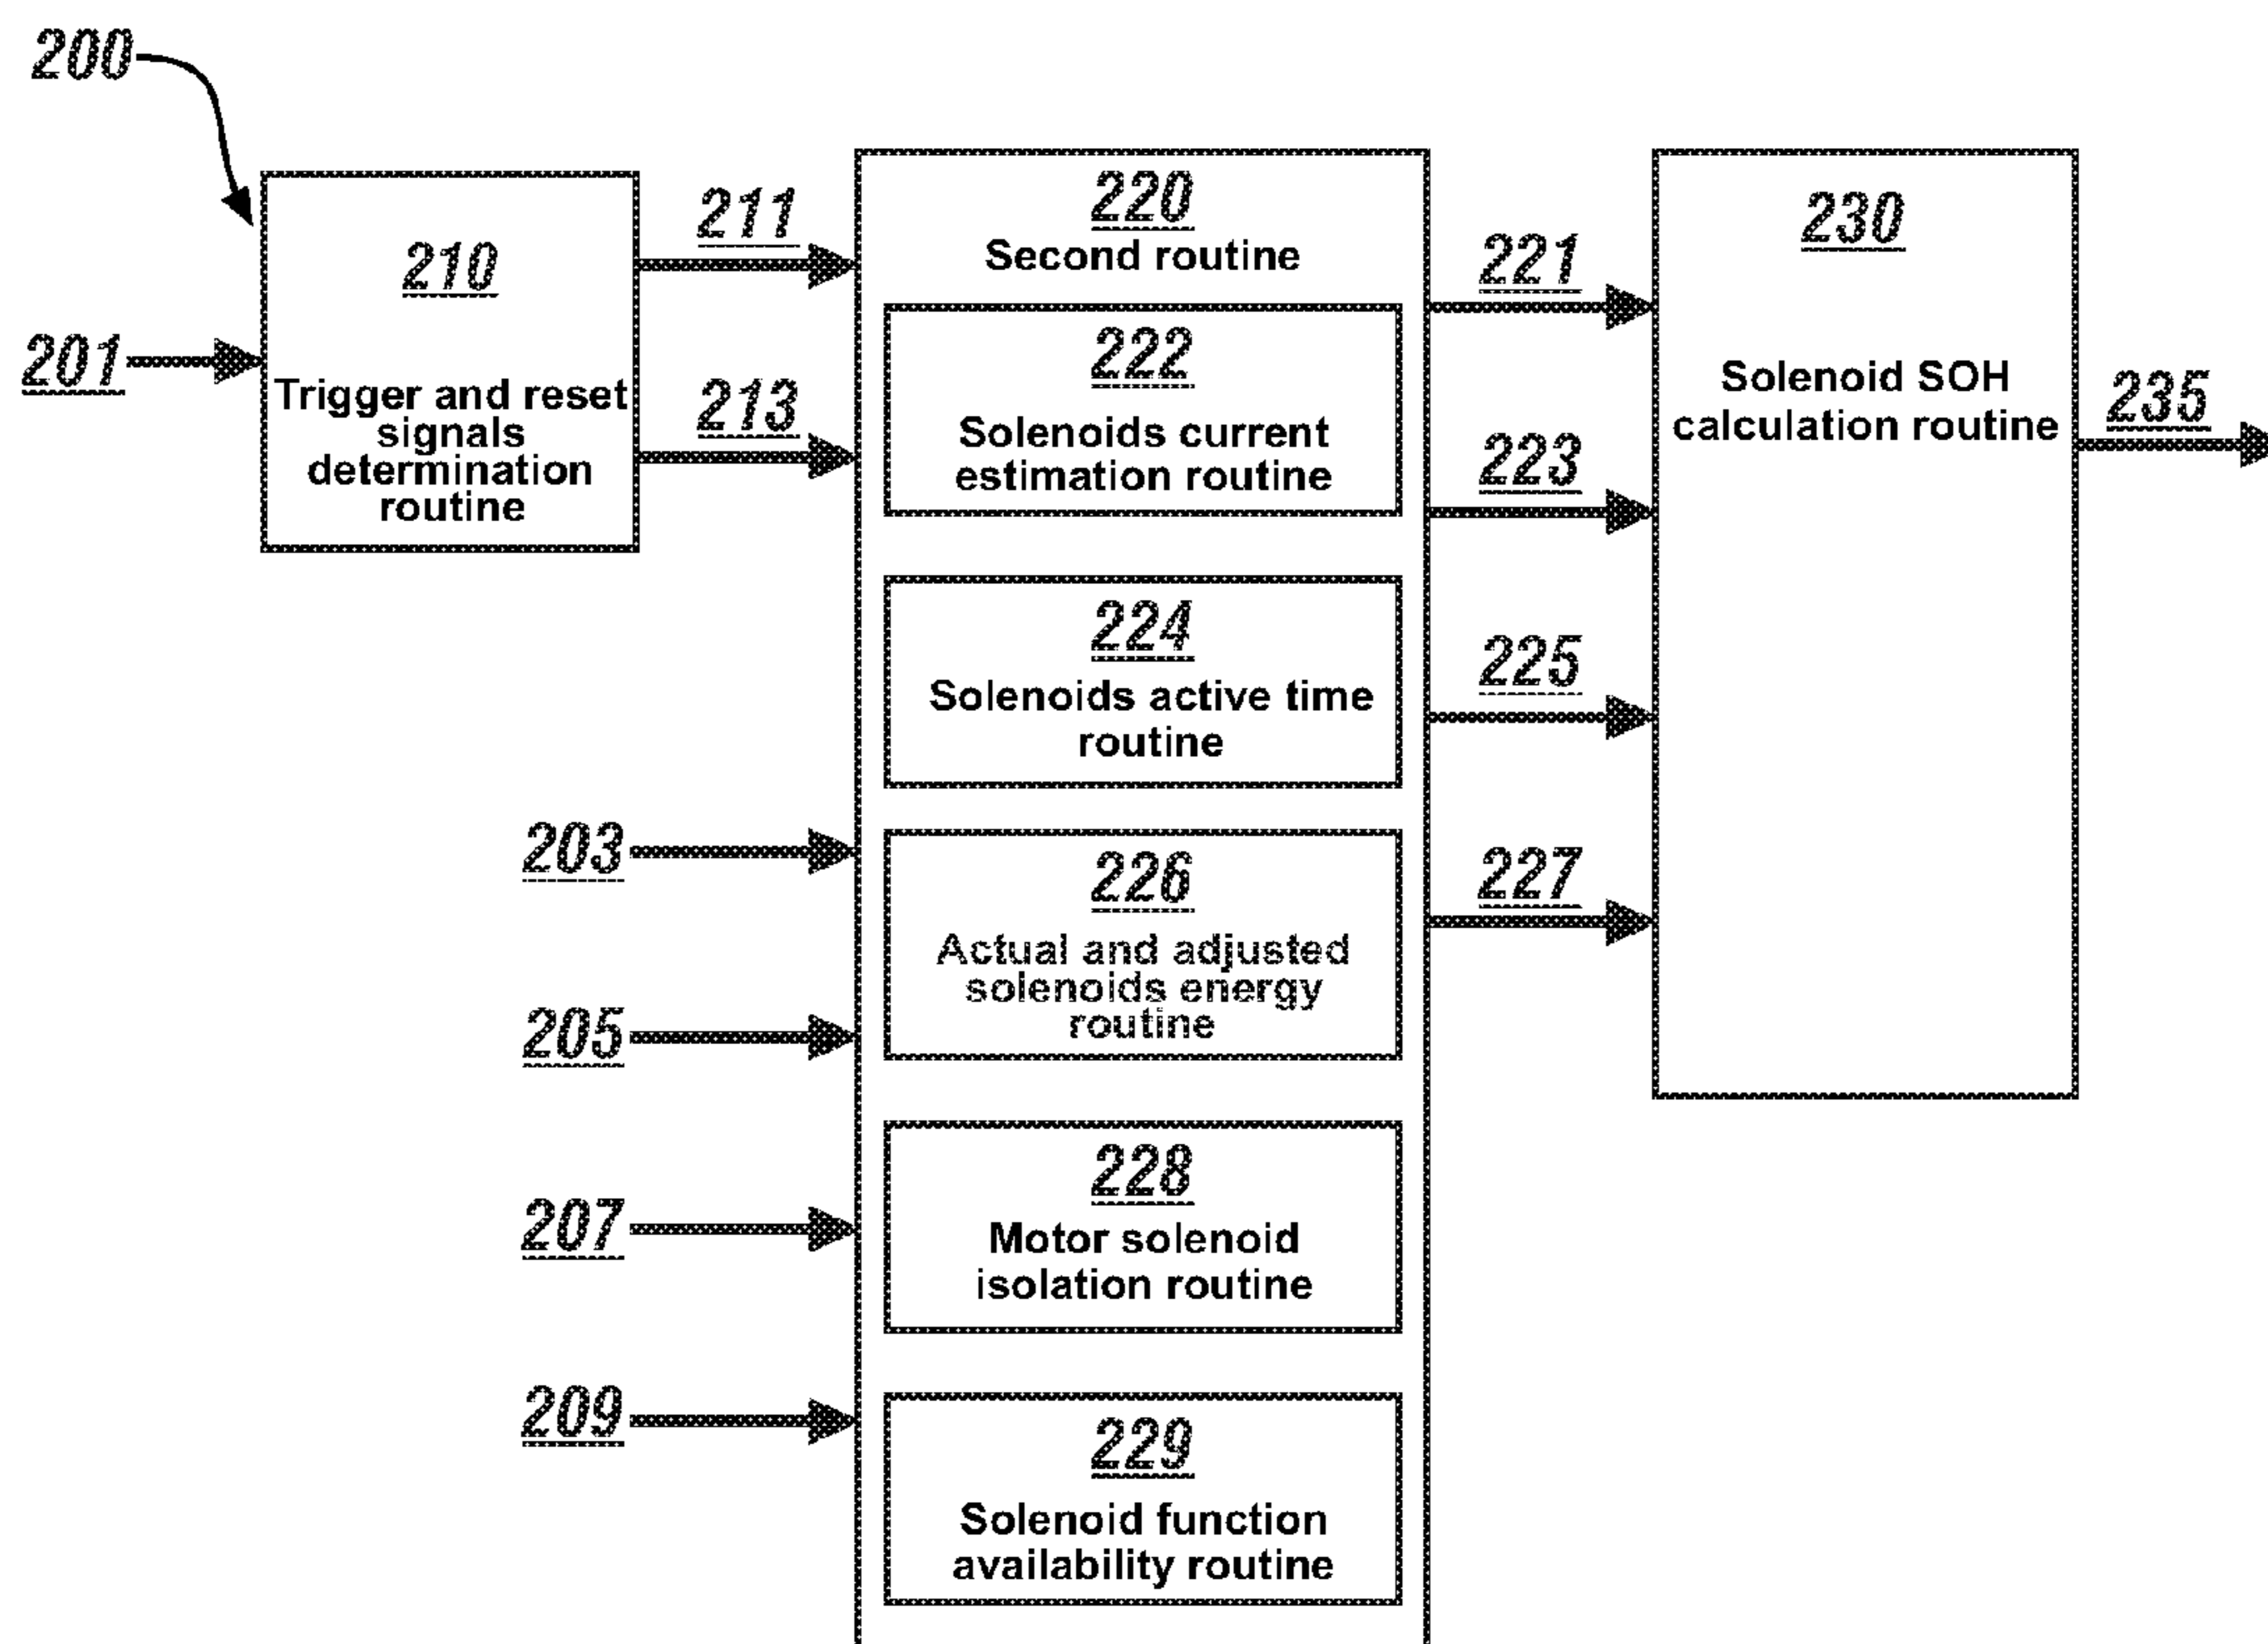 200
201
210
Trigger and reset
signals
determination
routine
211
213
203
205
207
209
220
Second routine
222
Solenoids current
estimation routine
224
Solenoids active time
routine
226
Actual and adjusted
solenoids energy
routine
228
Motor solenoid
isolation routine
229
Solenoid function
availability routine
221
223
225
227
230
Solenoid SOH
calculation routine
235